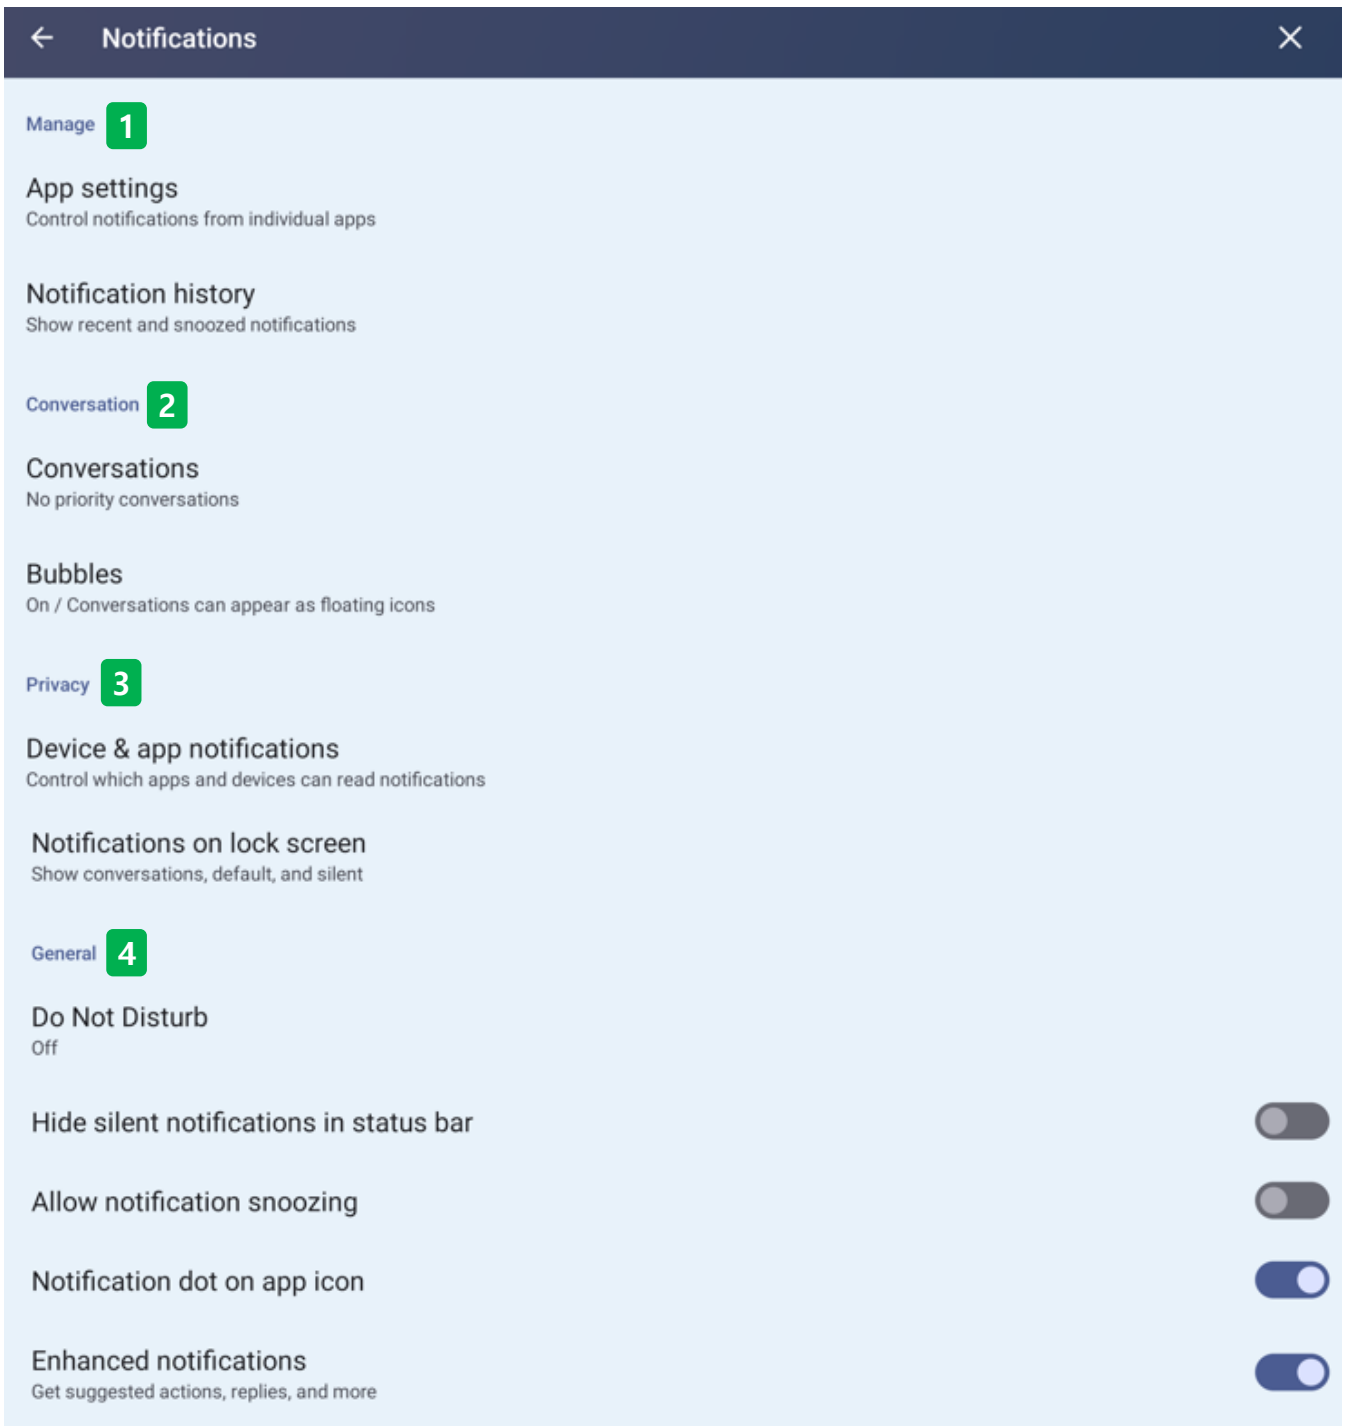 Notifications
Manage 1
App settings
Control notifications from individual apps
Notification history
Show recent and snoozed notifications
Conversation 2
Conversations
No priority conversations
Bubbles
On / Conversations can appear as floating icons
Privacy 3
Device & app notifications
Control which apps and devices can read notifications
Notifications on lock screen
Show conversations, default, and silent
General 4
Do Not Disturb
Off
Hide silent notifications in status bar
Allow notification snoozing
Notification dot on app icon
Enhanced notifications
Get suggested actions, replies, and more